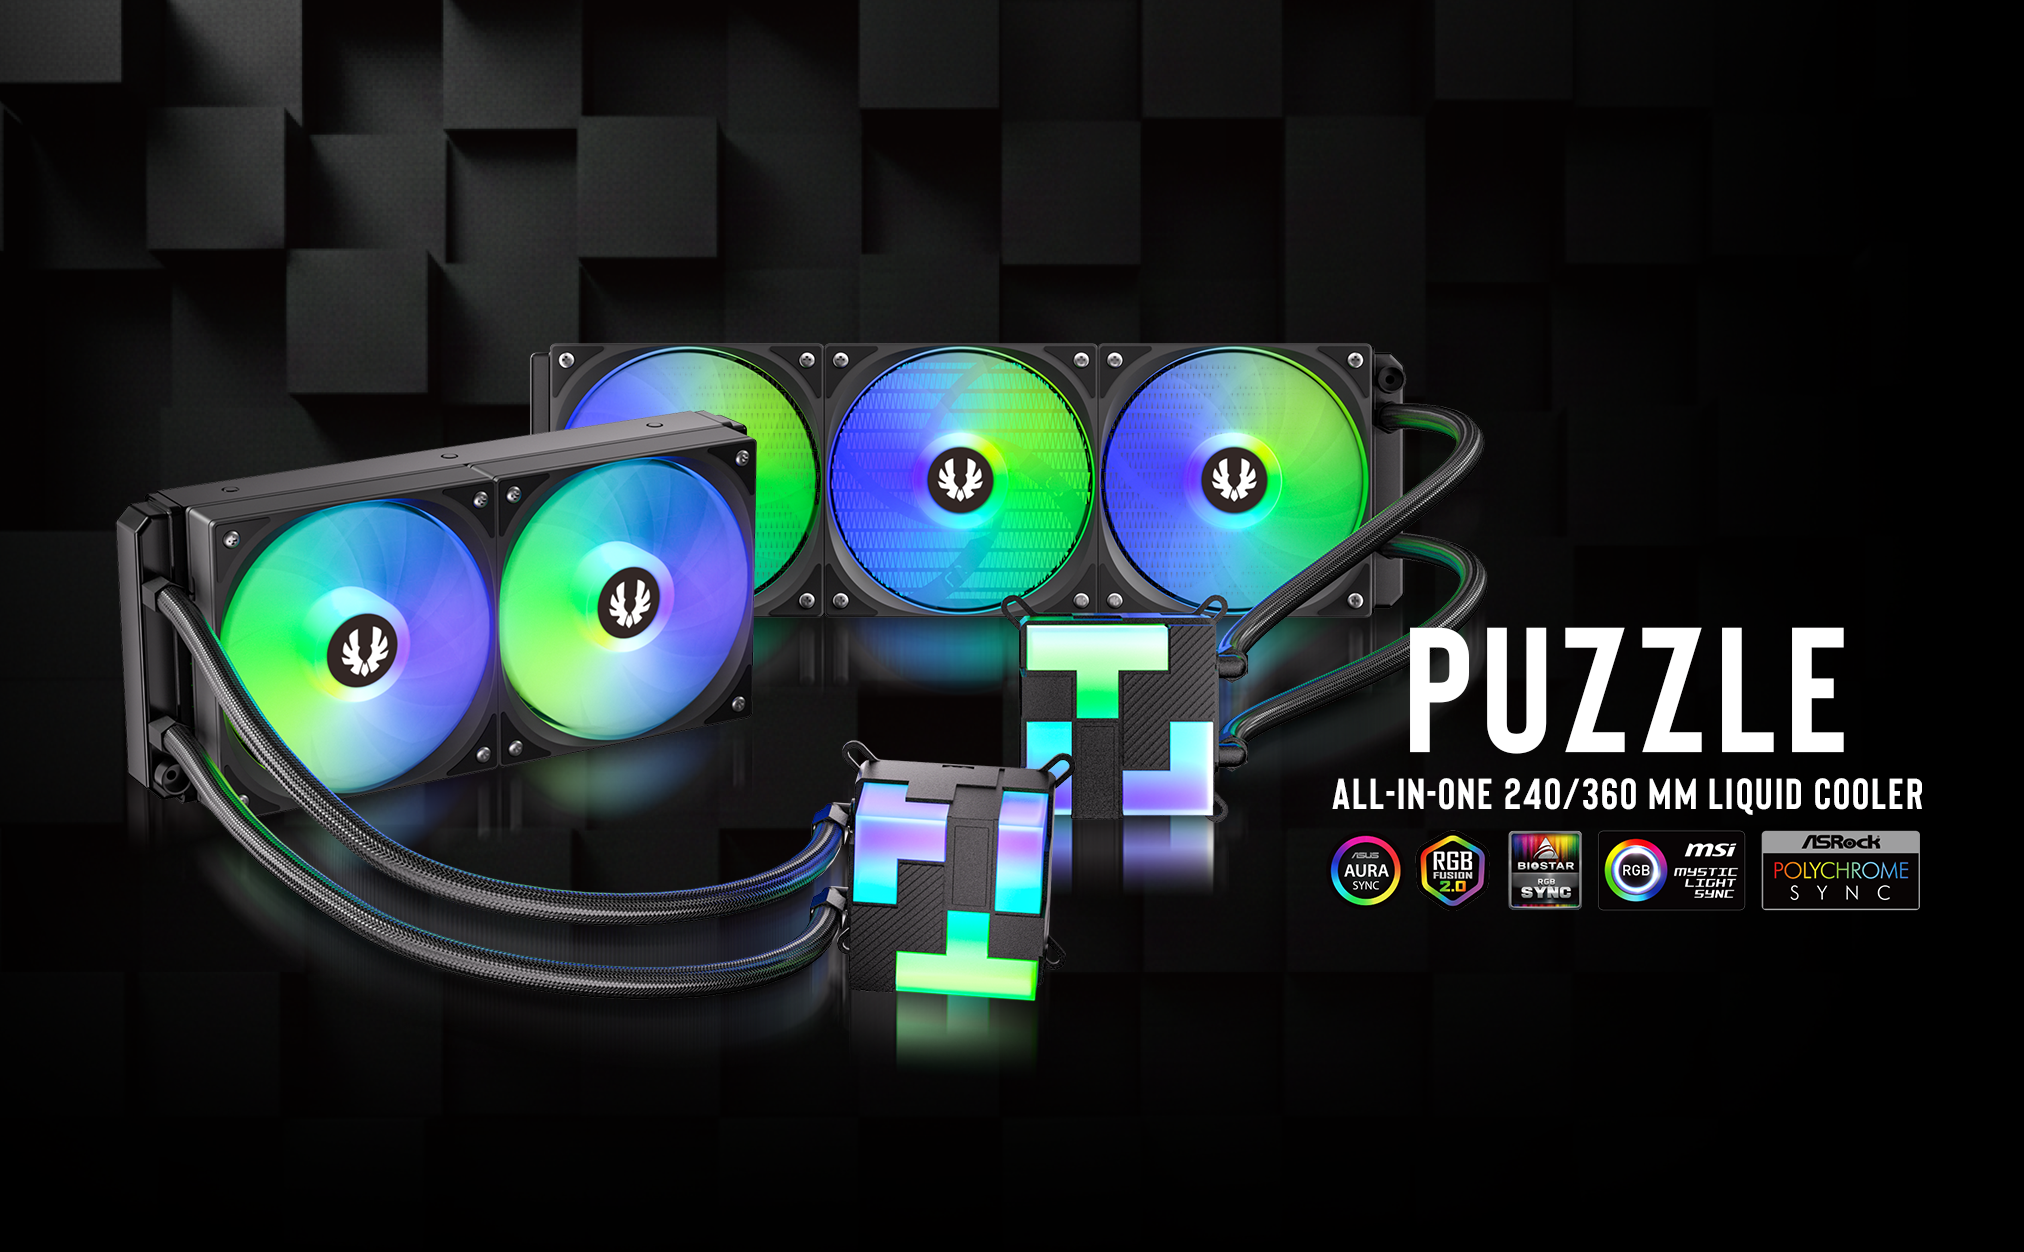 PUZZLE
ALL-IN-ONE 240/360 MM LIQUID COOLER
ASUS
AURA
SYNC
RGB
FUSION
2.0
BIOSTAR
RGB
SYNC
RGB
msi
MYSTIC
LIGHT
SYNC
ASRock
POLYCHROME
SYNC